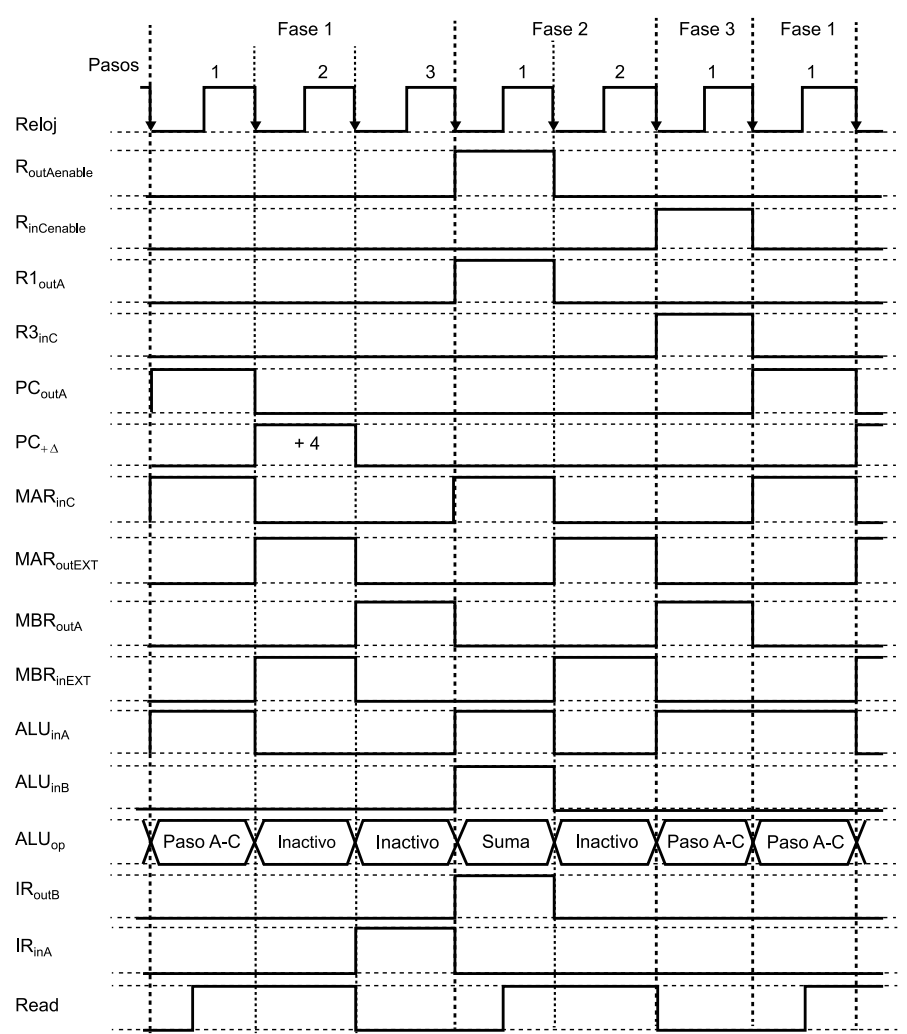 Fase 1 Fase 2 Fase 3 Fase 1
Pasos 1 2 3 1 2 1 1
Reloj
RoutAenable
RinCenable
R1outA
R3inC
PCoutA
PC+Δ + 4
MARinC
MARoutEXT
MBRoutA
MBRinEXT
ALUinA
ALUinB
ALUop Paso A-C Inactivo Inactivo Suma Inactivo Paso A-C Paso A-C
IRoutB
IRinA
Read